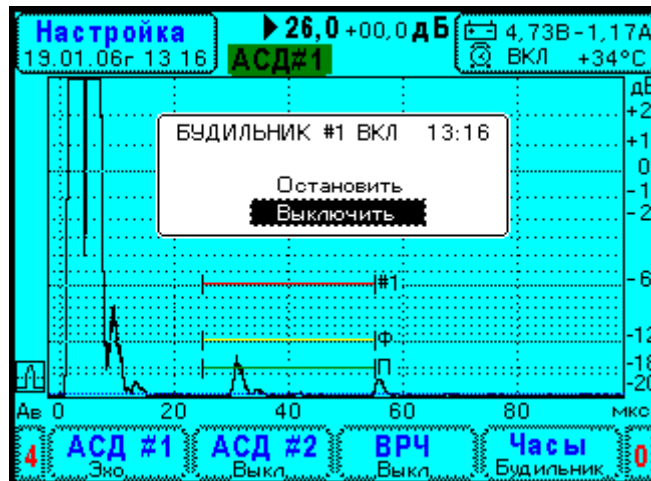 Настройка
19.01.06г 13 16
26,0+00,0дБ
АСД#1
4,73В-1,17А
ВКЛ +34°C
дБ
+2
+1
0
-1
-2
-6
-12
-18
-20
БУДИЛЬНИК #1 ВКЛ 13:16
Остановить
Выключить
#1
Ф
П
Ав 0 20 40 60 80 мкс
4
АСД #1
Эхо
АСД #2
Выкл
ВРЧ
Выкл
Часы
Будильник
0